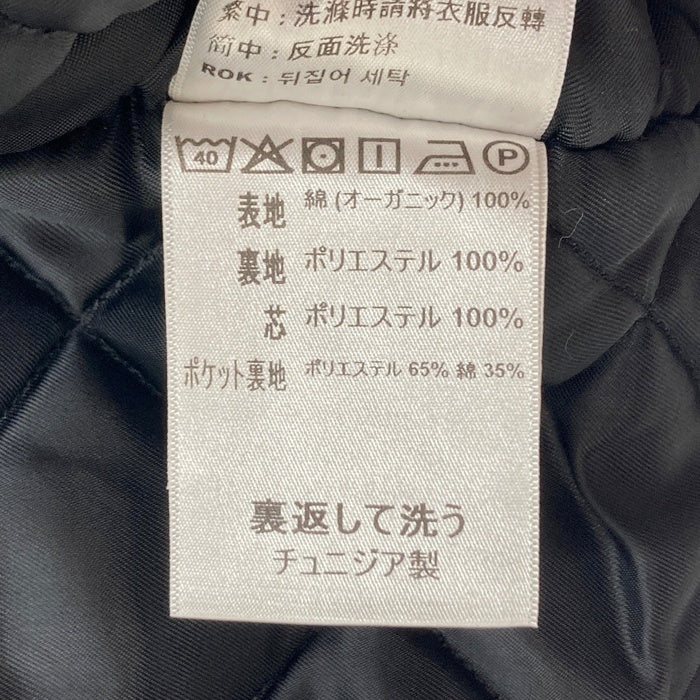 繁中：洗滌時請將衣服反轉
简中：反面洗涤
ROK : 뒤집어 세탁
40 P
表地 綿 (オーガニック) 100%
裏地 ポリエステル 100%
芯 ポリエステル 100%
ポケット裏地 ポリエステル 65% 綿 35%
裏返して洗う
チュニジア製